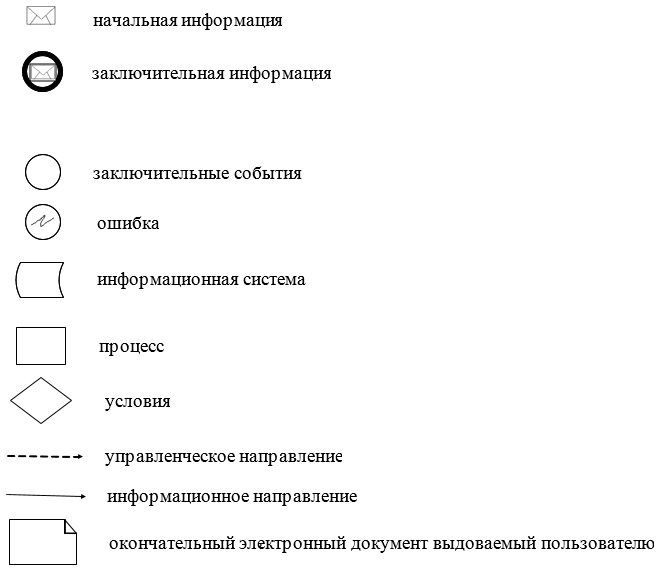 начальная информация
заключительная информация
заключительные события
ошибка
информационная система
процесс
условия
управленческое направление
информационное направление
окончательный электронный документ выдоваемый пользователю